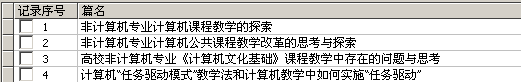 记录序号 篇名
1 非计算机专业计算机课程教学的探索
2 非计算机专业计算机公共课程教学改革的思考与探索
3 高校非计算机专业《计算机文化基础》课程教学中存在的问题与思考
4 计算机“任务驱动模式”教学法和计算机教学中如何实施“任务驱动”